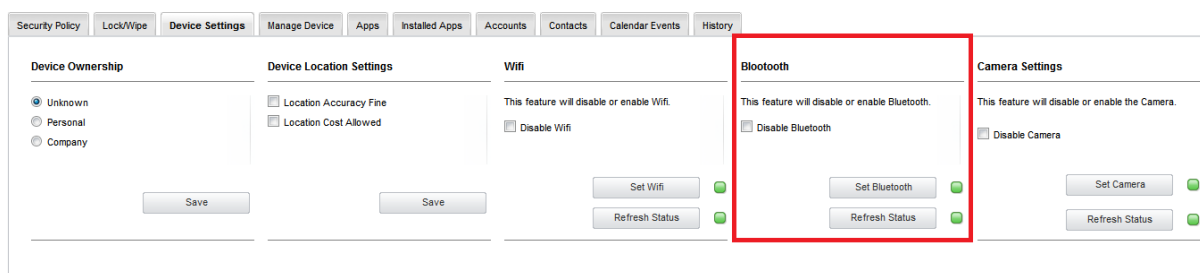 Security Policy Lock/Wipe Device Settings Manage Device Apps Installed Apps Accounts Contacts Calendar Events History
Device Ownership
Unknown
Personal
Company
Save
Device Location Settings
Location Accuracy Fine
Location Cost Allowed
Save
Wifi
This feature will disable or enable Wifi.
Disable Wifi
Set Wifi
Refresh Status
Blootooth
This feature will disable or enable Bluetooth.
Disable Bluetooth
Set Bluetooth
Refresh Status
Camera Settings
This feature will disable or enable the Camera.
Disable Camera
Set Camera
Refresh Status